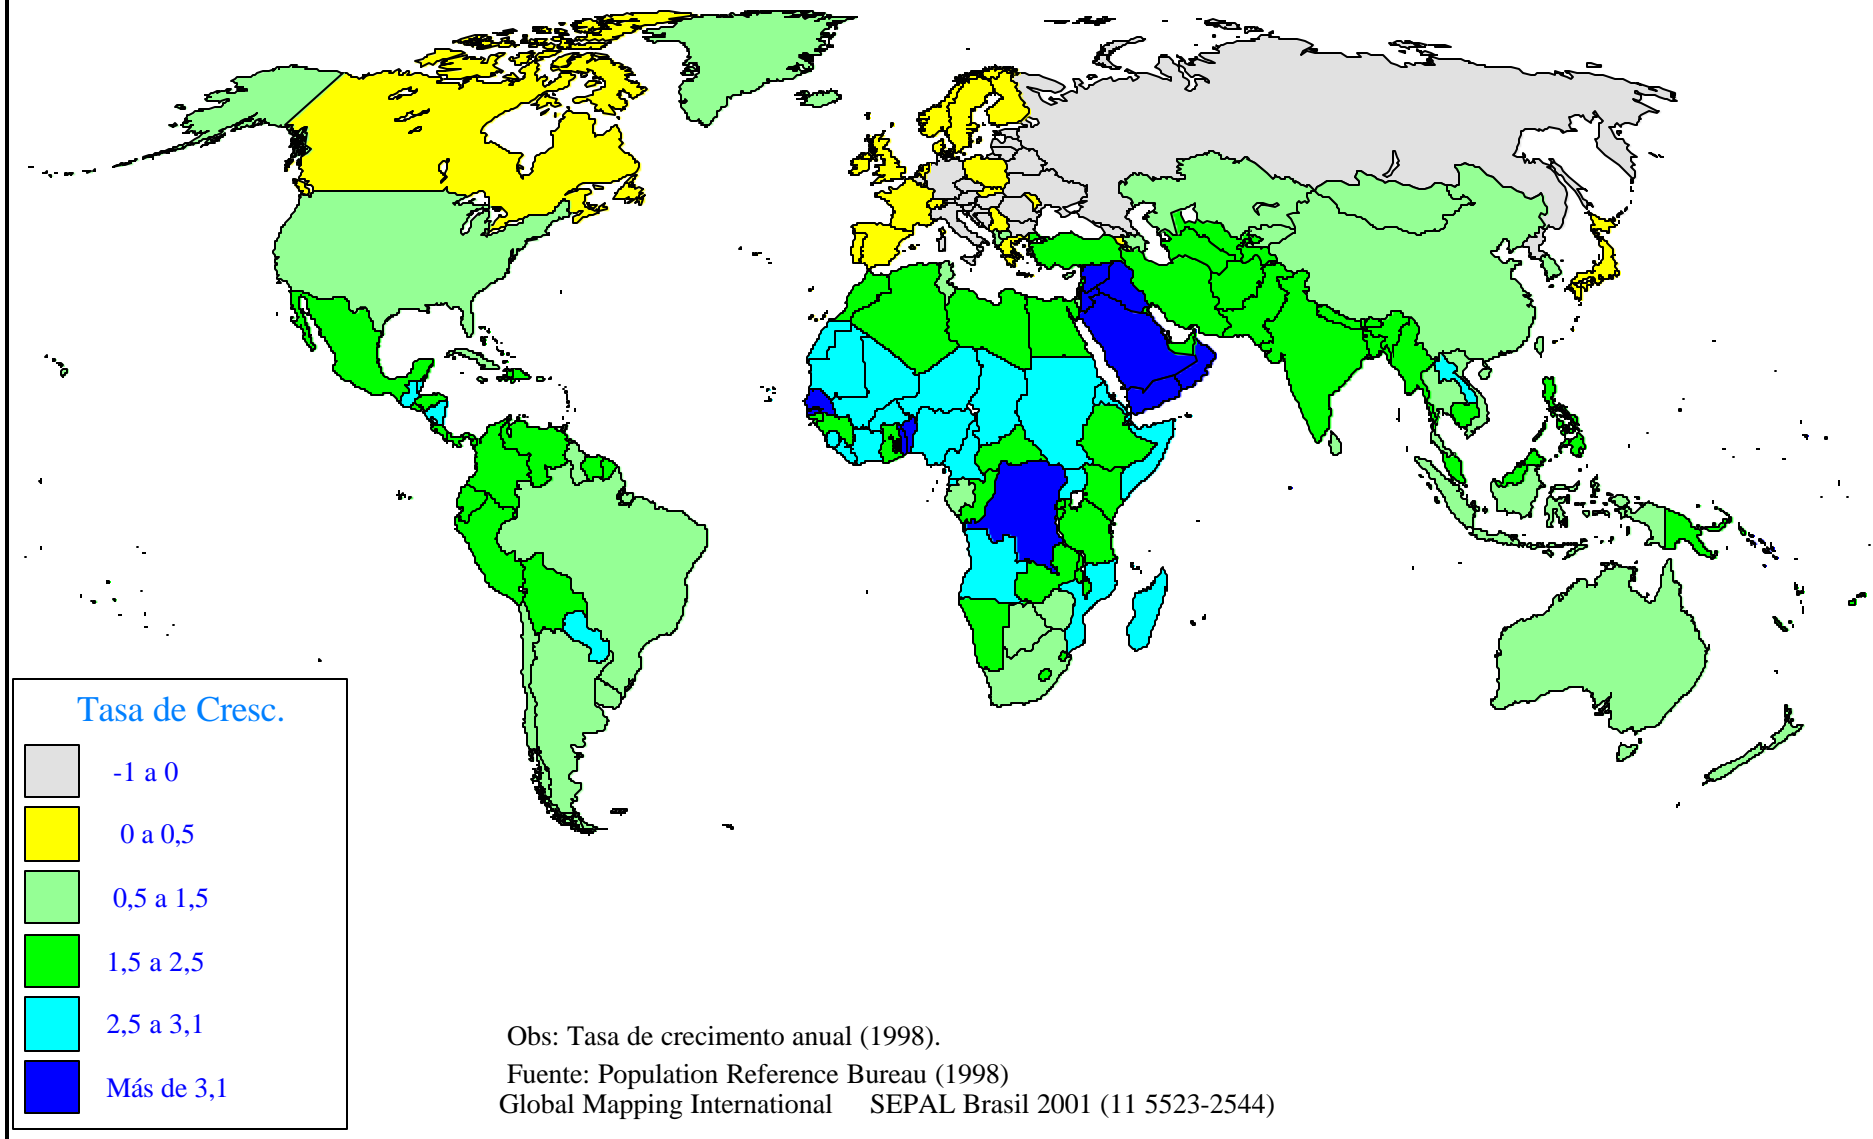 Tasa de Cresc.
-1 a 0
0 a 0,5
0,5 a 1,5
1,5 a 2,5
2,5 a 3,1
Más de 3,1
Obs: Tasa de crecimento anual (1998).
Fuente: Population Reference Bureau (1998)
Global Mapping International SEPAL Brasil 2001 (11 5523-2544)